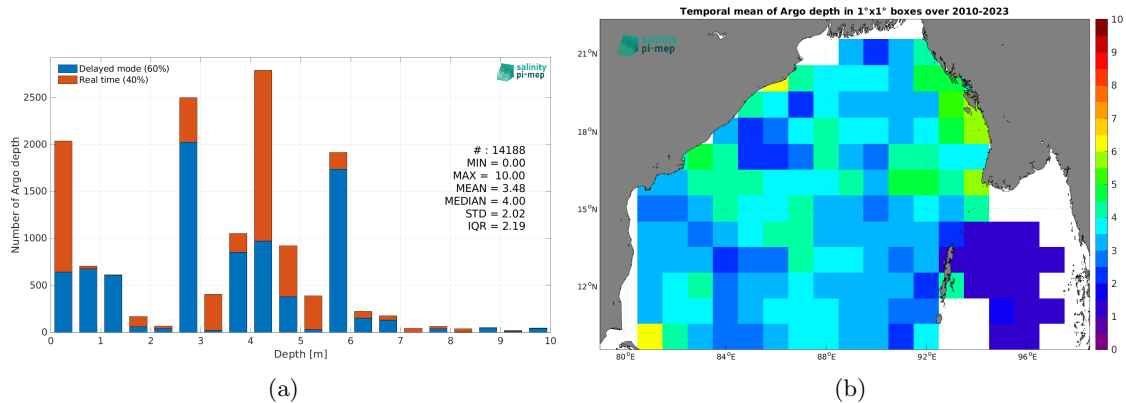 Delayed mode (60%)
Real time (40%)
salinity
pi-mep
# : 14188
MIN = 0.00
MAX = 10.00
MEAN = 3.48
MEDIAN = 4.00
STD = 2.02
IQR = 2.19
Number of Argo depth
2500
2000
1500
1000
500
0
0 1 2 3 4 5 6 7 8 9 10
Depth [m]
(a)
Temporal mean of Argo depth in 1°x1° boxes over 2010-2023
salinity
pi-mep
21°N
18°N
15°N
12°N
80°E 84°E 88°E 92°E 96°E
10
9
8
7
6
5
4
3
2
1
0
(b)